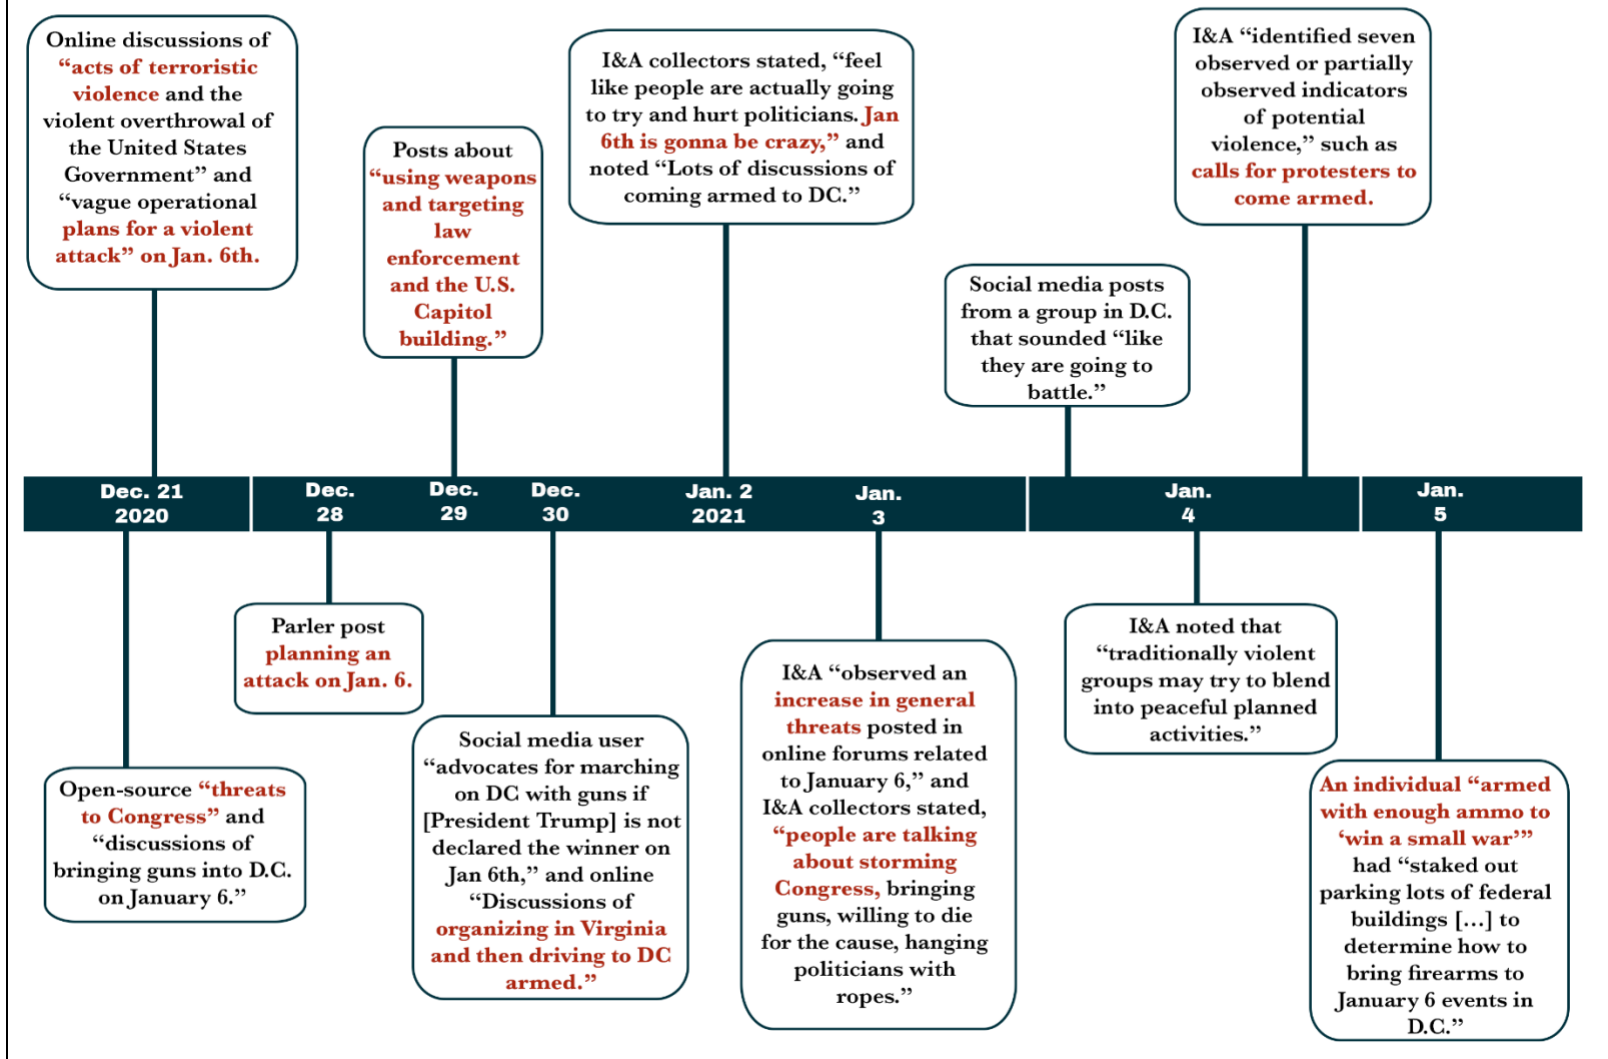 Online discussions of
“acts of terroristic
violence and the
violent overthrowal of
the United States
Government” and
“vague operational
plans for a violent
attack” on Jan. 6th.
Posts about
“using weapons
and targeting
law
enforcement
and the U.S.
Capitol
building.”
I&A collectors stated, “feel
like people are actually going
to try and hurt politicians. Jan
6th is gonna be crazy,” and
noted “Lots of discussions of
coming armed to DC.”
Social media posts
from a group in D.C.
that sounded “like
they are going to
battle.”
I&A “identified seven
observed or partially
observed indicators
of potential
violence,” such as
calls for protesters to
come armed.
Dec. 21
2020
Dec.
28
Dec.
29
Dec.
30
Jan. 2
2021
Jan.
3
Jan.
4
Jan.
5
Open-source “threats
to Congress” and
“discussions of
bringing guns into D.C.
on January 6.”
Parler post
planning an
attack on Jan. 6.
Social media user
“advocates for marching
on DC with guns if
[President Trump] is not
declared the winner on
Jan 6th,” and online
“Discussions of
organizing in Virginia
and then driving to DC
armed.”
I&A “observed an
increase in general
threats posted in
online forums related
to January 6,” and
I&A collectors stated,
“people are talking
about storming
Congress, bringing
guns, willing to die
for the cause, hanging
politicians with
ropes.”
I&A noted that
“traditionally violent
groups may try to blend
into peaceful planned
activities.”
An individual “armed
with enough ammo to
‘win a small war’”
had “staked out
parking lots of federal
buildings […] to
determine how to
bring firearms to
January 6 events in
D.C.”